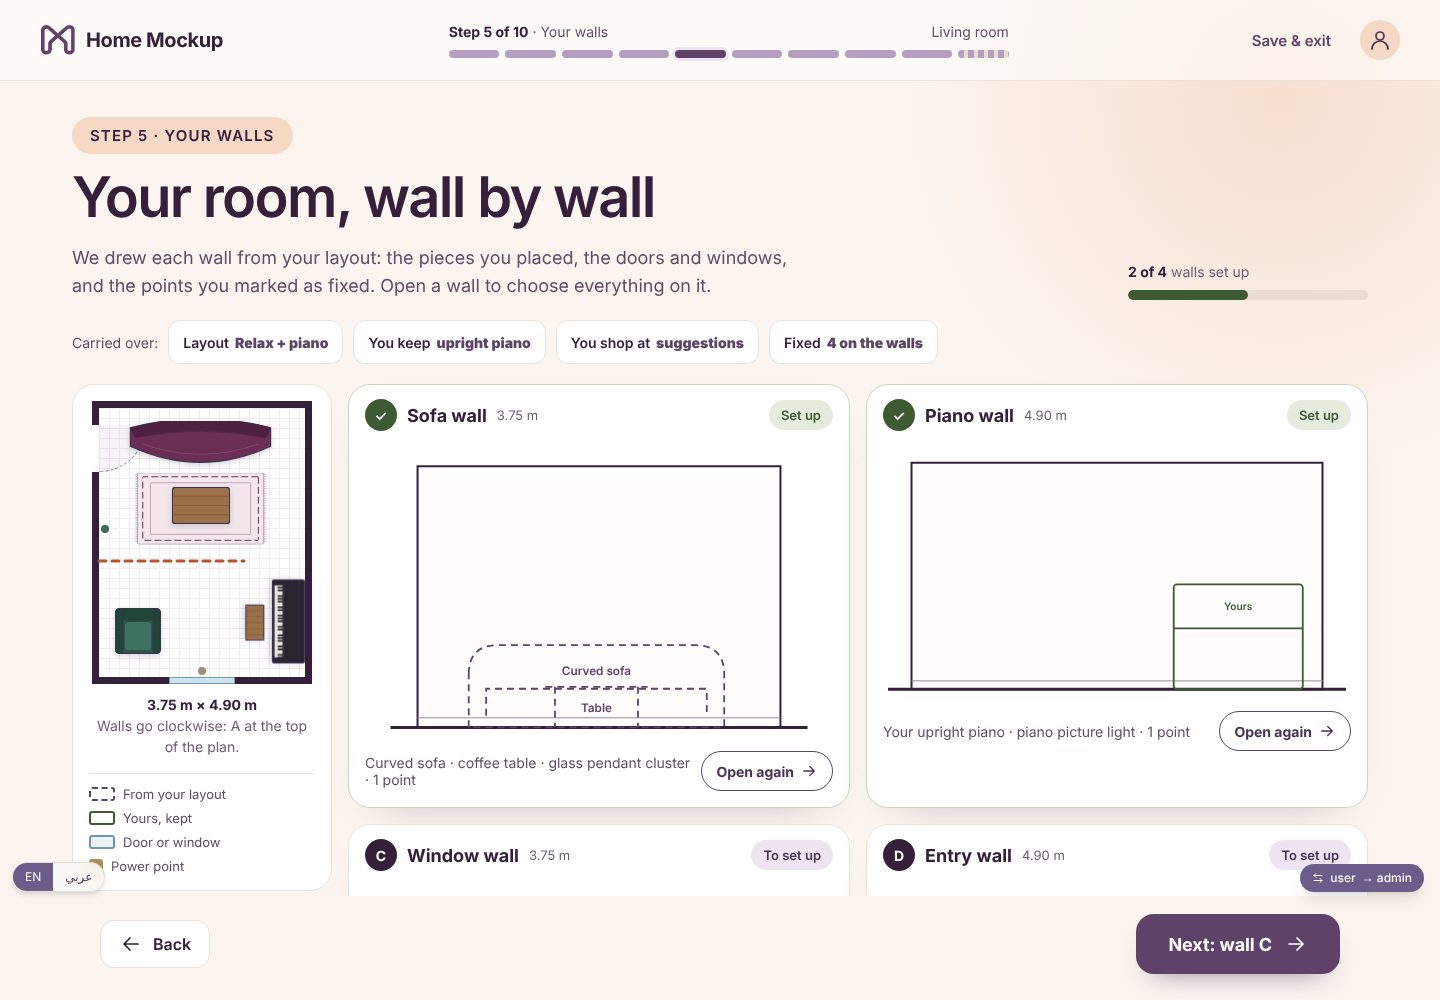 Home Mockup
Step 5 of 10 · Your walls
Living room
Save & exit
STEP 5 · YOUR WALLS
Your room, wall by wall
We drew each wall from your layout: the pieces you placed, the doors and windows,
and the points you marked as fixed. Open a wall to choose everything on it.
2 of 4 walls set up
Carried over:
Layout Relax + piano
You keep upright piano
You shop at suggestions
Fixed 4 on the walls
3.75 m × 4.90 m
Walls go clockwise: A at the top
of the plan.
From your layout
Yours, kept
Door or window
Power point
Sofa wall 3.75 m
Set up
Curved sofa
Table
Curved sofa · coffee table · glass pendant cluster
· 1 point
Open again
Piano wall 4.90 m
Set up
Yours
Your upright piano · piano picture light · 1 point
Open again
C Window wall 3.75 m
To set up
D Entry wall 4.90 m
To set up
EN عربي
user → admin
Back
Next: wall C